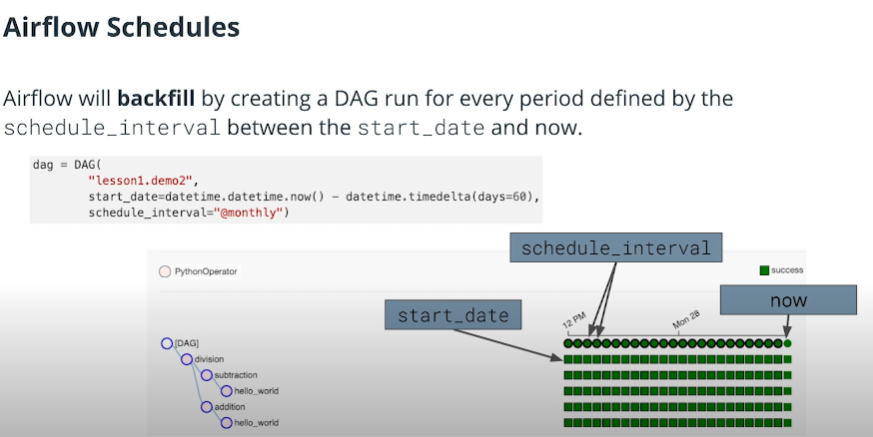 Airflow Schedules
Airflow will backfill by creating a DAG run for every period defined by the
schedule_interval between the start_date and now.
dag = DAG(
"lesson1.demo2",
start_date=datetime.datetime.now() - datetime.timedelta(days=60),
schedule_interval="@monthly")
schedule_interval
PythonOperator
success
now
start_date
12 PM
Mon 28
[DAG]
division
subtraction
hello_world
addition
hello_world